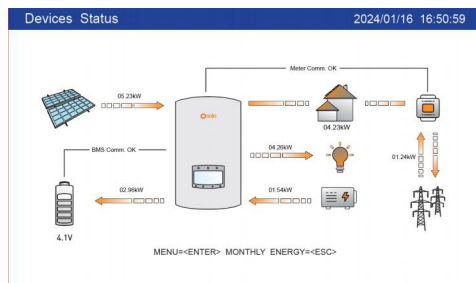 Devices Status
2024/01/16 16:50:59
Meter Comm. OK
05.23kW
solis
04.23kW
BMS Comm. OK
04.26kW
01.24kW
02.96kW
01.54kW
4.1V
MENU=<ENTER> MONTHLY ENERGY=<ESC>